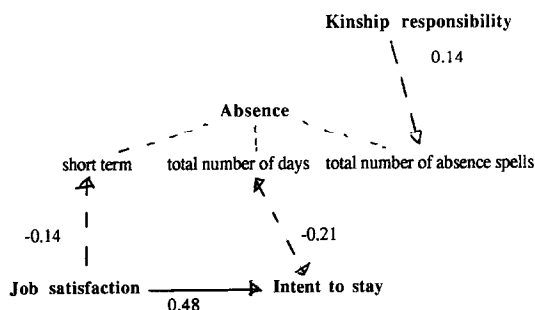 Kinship responsibility
0.14
Absence
short term
total number of days
total number of absence spells
-0.14
-0.21
Job satisfaction
Intent to stay
0.48